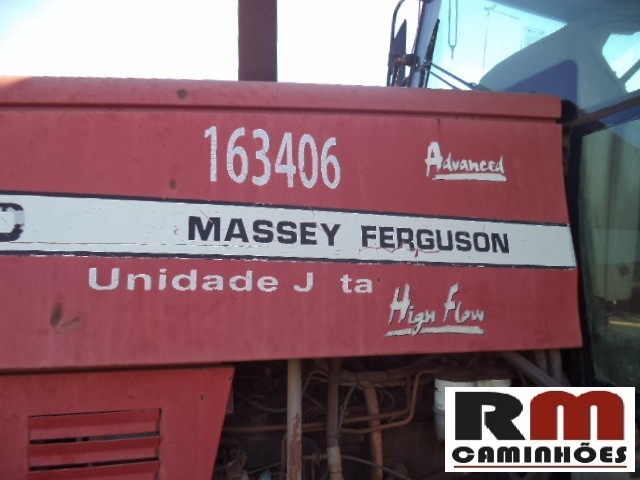 163406
Advanced
MASSEY FERGUSON
Unidade J ta
High Flow
RM
CAMINHÕES